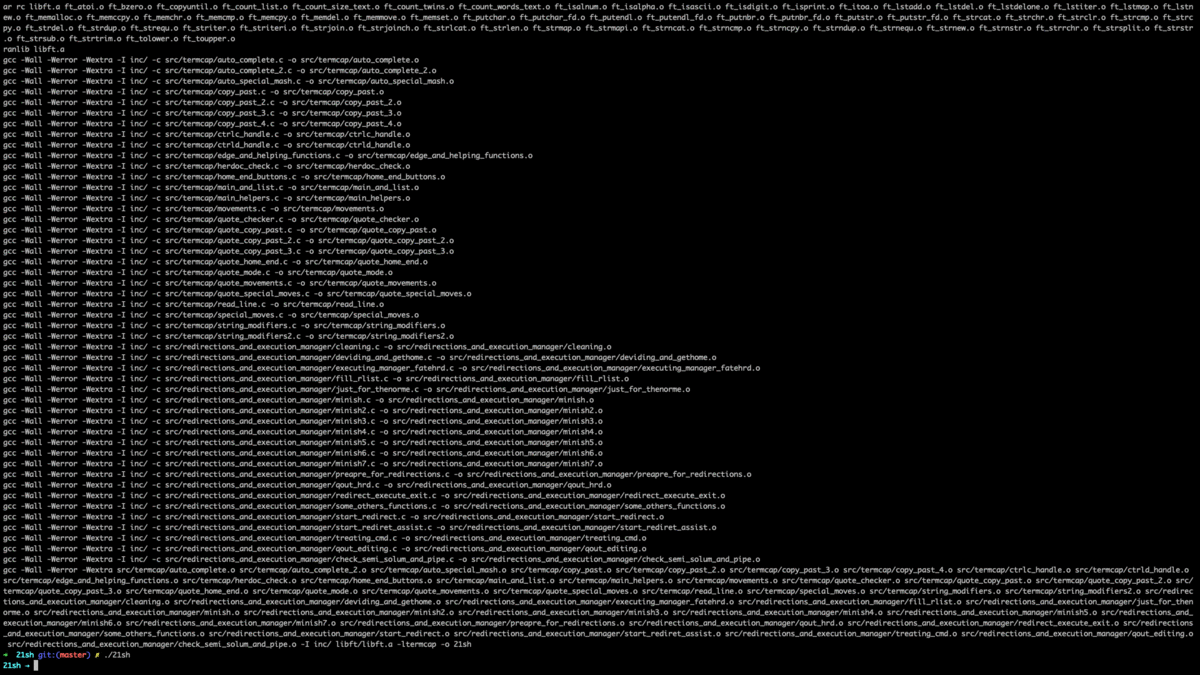 ar rc libft.a ft_atoi.o ft_bzero.o ft_copyuntil.o ft_count_list.o ft_count_size_text.o ft_count_twins.o ft_count_words_text.o ft_isalnum.o ft_isalpha.o ft_isascii.o ft_isdigit.o ft_isprint.o ft_itoa.o ft_lstadd.o ft_lstdel.o ft_lstdelone.o ft_lstiter.o ft_lstmap.o ft_lstn
ew.o ft_memalloc.o ft_memccpy.o ft_memchr.o ft_memcmp.o ft_memcpy.o ft_memdel.o ft_memmove.o ft_memset.o ft_putchar.o ft_putchar_fd.o ft_putendl.o ft_putendl_fd.o ft_putnbr.o ft_putnbr_fd.o ft_putstr.o ft_putstr_fd.o ft_strcat.o ft_strchr.o ft_strclr.o ft_strcmp.o ft_strc
py.o ft_strdel.o ft_strdup.o ft_strequ.o ft_striter.o ft_striteri.o ft_strjoin.o ft_strjoinch.o ft_strlcat.o ft_strlen.o ft_strmap.o ft_strmapi.o ft_strncat.o ft_strncmp.o ft_strncpy.o ft_strndup.o ft_strnequ.o ft_strnew.o ft_strnstr.o ft_strrchr.o ft_strsplit.o ft_strstr
.o ft_strsub.o ft_strtrim.o ft_tolower.o ft_toupper.o
ranlib libft.a
gcc -Wall -Werror -Wextra -I inc/ -c src/termcap/auto_complete.c -o src/termcap/auto_complete.o
gcc -Wall -Werror -Wextra -I inc/ -c src/termcap/auto_complete_2.c -o src/termcap/auto_complete_2.o
gcc -Wall -Werror -Wextra -I inc/ -c src/termcap/auto_special_mash.c -o src/termcap/auto_special_mash.o
gcc -Wall -Werror -Wextra -I inc/ -c src/termcap/copy_past.c -o src/termcap/copy_past.o
gcc -Wall -Werror -Wextra -I inc/ -c src/termcap/copy_past_2.c -o src/termcap/copy_past_2.o
gcc -Wall -Werror -Wextra -I inc/ -c src/termcap/copy_past_3.c -o src/termcap/copy_past_3.o
gcc -Wall -Werror -Wextra -I inc/ -c src/termcap/copy_past_4.c -o src/termcap/copy_past_4.o
gcc -Wall -Werror -Wextra -I inc/ -c src/termcap/ctrlc_handle.c -o src/termcap/ctrlc_handle.o
gcc -Wall -Werror -Wextra -I inc/ -c src/termcap/ctrld_handle.c -o src/termcap/ctrld_handle.o
gcc -Wall -Werror -Wextra -I inc/ -c src/termcap/edge_and_helping_functions.c -o src/termcap/edge_and_helping_functions.o
gcc -Wall -Werror -Wextra -I inc/ -c src/termcap/herdoc_check.c -o src/termcap/herdoc_check.o
gcc -Wall -Werror -Wextra -I inc/ -c src/termcap/home_end_buttons.c -o src/termcap/home_end_buttons.o
gcc -Wall -Werror -Wextra -I inc/ -c src/termcap/main_and_list.c -o src/termcap/main_and_list.o
gcc -Wall -Werror -Wextra -I inc/ -c src/termcap/main_helpers.c -o src/termcap/main_helpers.o
gcc -Wall -Werror -Wextra -I inc/ -c src/termcap/movements.c -o src/termcap/movements.o
gcc -Wall -Werror -Wextra -I inc/ -c src/termcap/quote_checker.c -o src/termcap/quote_checker.o
gcc -Wall -Werror -Wextra -I inc/ -c src/termcap/quote_copy_past.c -o src/termcap/quote_copy_past.o
gcc -Wall -Werror -Wextra -I inc/ -c src/termcap/quote_copy_past_2.c -o src/termcap/quote_copy_past_2.o
gcc -Wall -Werror -Wextra -I inc/ -c src/termcap/quote_copy_past_3.c -o src/termcap/quote_copy_past_3.o
gcc -Wall -Werror -Wextra -I inc/ -c src/termcap/quote_home_end.c -o src/termcap/quote_home_end.o
gcc -Wall -Werror -Wextra -I inc/ -c src/termcap/quote_mode.c -o src/termcap/quote_mode.o
gcc -Wall -Werror -Wextra -I inc/ -c src/termcap/quote_movements.c -o src/termcap/quote_movements.o
gcc -Wall -Werror -Wextra -I inc/ -c src/termcap/quote_special_moves.c -o src/termcap/quote_special_moves.o
gcc -Wall -Werror -Wextra -I inc/ -c src/termcap/read_line.c -o src/termcap/read_line.o
gcc -Wall -Werror -Wextra -I inc/ -c src/termcap/special_moves.c -o src/termcap/special_moves.o
gcc -Wall -Werror -Wextra -I inc/ -c src/termcap/string_modifiers.c -o src/termcap/string_modifiers.o
gcc -Wall -Werror -Wextra -I inc/ -c src/termcap/string_modifiers2.c -o src/termcap/string_modifiers2.o
gcc -Wall -Werror -Wextra -I inc/ -c src/redirections_and_execution_manager/cleaning.c -o src/redirections_and_execution_manager/cleaning.o
gcc -Wall -Werror -Wextra -I inc/ -c src/redirections_and_execution_manager/deviding_and_gethome.c -o src/redirections_and_execution_manager/deviding_and_gethome.o
gcc -Wall -Werror -Wextra -I inc/ -c src/redirections_and_execution_manager/executing_manager_fatehrd.c -o src/redirections_and_execution_manager/executing_manager_fatehrd.o
gcc -Wall -Werror -Wextra -I inc/ -c src/redirections_and_execution_manager/fill_rlist.c -o src/redirections_and_execution_manager/fill_rlist.o
gcc -Wall -Werror -Wextra -I inc/ -c src/redirections_and_execution_manager/just_for_thenorme.c -o src/redirections_and_execution_manager/just_for_thenorme.o
gcc -Wall -Werror -Wextra -I inc/ -c src/redirections_and_execution_manager/minish.c -o src/redirections_and_execution_manager/minish.o
gcc -Wall -Werror -Wextra -I inc/ -c src/redirections_and_execution_manager/minish2.c -o src/redirections_and_execution_manager/minish2.o
gcc -Wall -Werror -Wextra -I inc/ -c src/redirections_and_execution_manager/minish3.c -o src/redirections_and_execution_manager/minish3.o
gcc -Wall -Werror -Wextra -I inc/ -c src/redirections_and_execution_manager/minish4.c -o src/redirections_and_execution_manager/minish4.o
gcc -Wall -Werror -Wextra -I inc/ -c src/redirections_and_execution_manager/minish5.c -o src/redirections_and_execution_manager/minish5.o
gcc -Wall -Werror -Wextra -I inc/ -c src/redirections_and_execution_manager/minish6.c -o src/redirections_and_execution_manager/minish6.o
gcc -Wall -Werror -Wextra -I inc/ -c src/redirections_and_execution_manager/minish7.c -o src/redirections_and_execution_manager/minish7.o
gcc -Wall -Werror -Wextra -I inc/ -c src/redirections_and_execution_manager/preapre_for_redirections.c -o src/redirections_and_execution_manager/preapre_for_redirections.o
gcc -Wall -Werror -Wextra -I inc/ -c src/redirections_and_execution_manager/qout_hrd.c -o src/redirections_and_execution_manager/qout_hrd.o
gcc -Wall -Werror -Wextra -I inc/ -c src/redirections_and_execution_manager/redirect_execute_exit.c -o src/redirections_and_execution_manager/redirect_execute_exit.o
gcc -Wall -Werror -Wextra -I inc/ -c src/redirections_and_execution_manager/some_others_functions.c -o src/redirections_and_execution_manager/some_others_functions.o
gcc -Wall -Werror -Wextra -I inc/ -c src/redirections_and_execution_manager/start_redirect.c -o src/redirections_and_execution_manager/start_redirect.o
gcc -Wall -Werror -Wextra -I inc/ -c src/redirections_and_execution_manager/start_rediret_assist.c -o src/redirections_and_execution_manager/start_rediret_assist.o
gcc -Wall -Werror -Wextra -I inc/ -c src/redirections_and_execution_manager/treating_cmd.c -o src/redirections_and_execution_manager/treating_cmd.o
gcc -Wall -Werror -Wextra -I inc/ -c src/redirections_and_execution_manager/qout_editing.c -o src/redirections_and_execution_manager/qout_editing.o
gcc -Wall -Werror -Wextra -I inc/ -c src/redirections_and_execution_manager/check_semi_solum_and_pipe.c -o src/redirections_and_execution_manager/check_semi_solum_and_pipe.o
gcc -Wall -Werror -Wextra src/termcap/auto_complete.o src/termcap/auto_complete_2.o src/termcap/auto_special_mash.o src/termcap/copy_past.o src/termcap/copy_past_2.o src/termcap/copy_past_3.o src/termcap/copy_past_4.o src/termcap/ctrlc_handle.o src/termcap/ctrld_handle.o
src/termcap/edge_and_helping_functions.o src/termcap/herdoc_check.o src/termcap/home_end_buttons.o src/termcap/main_and_list.o src/termcap/main_helpers.o src/termcap/movements.o src/termcap/quote_checker.o src/termcap/quote_copy_past.o src/termcap/quote_copy_past_2.o src/
termcap/quote_copy_past_3.o src/termcap/quote_home_end.o src/termcap/quote_mode.o src/termcap/quote_movements.o src/termcap/quote_special_moves.o src/termcap/read_line.o src/termcap/special_moves.o src/termcap/string_modifiers.o src/termcap/string_modifiers2.o src/redirec
tions_and_execution_manager/cleaning.o src/redirections_and_execution_manager/deviding_and_gethome.o src/redirections_and_execution_manager/executing_manager_fatehrd.o src/redirections_and_execution_manager/fill_rlist.o src/redirections_and_execution_manager/just_for_then
orme.o src/redirections_and_execution_manager/minish.o src/redirections_and_execution_manager/minish2.o src/redirections_and_execution_manager/minish3.o src/redirections_and_execution_manager/minish4.o src/redirections_and_execution_manager/minish5.o src/redirections_and_
execution_manager/minish6.o src/redirections_and_execution_manager/minish7.o src/redirections_and_execution_manager/preapre_for_redirections.o src/redirections_and_execution_manager/qout_hrd.o src/redirections_and_execution_manager/redirect_execute_exit.o src/redirections
_and_execution_manager/some_others_functions.o src/redirections_and_execution_manager/start_redirect.o src/redirections_and_execution_manager/start_rediret_assist.o src/redirections_and_execution_manager/treating_cmd.o src/redirections_and_execution_manager/qout_editing.o
src/redirections_and_execution_manager/check_semi_solum_and_pipe.o -I inc/ libft/libft.a -ltermcap -o 21sh
➜ 21sh git:(master) ✗ ./21sh
21sh →